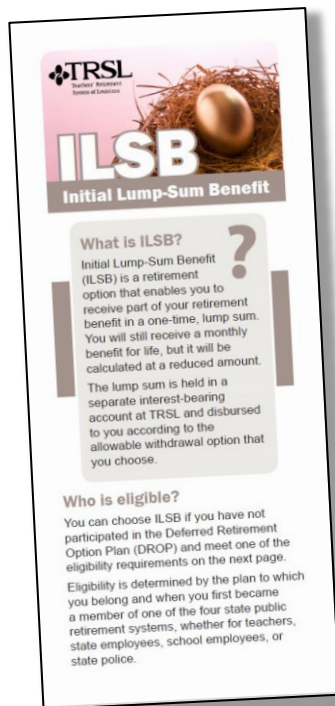 TRSL
Teachers' Retirement
System of Louisiana
ILSB
Initial Lump-Sum Benefit
What is ILSB?
?
Initial Lump-Sum Benefit
(ILSB) is a retirement
option that enables you to
receive part of your retirement
benefit in a one-time, lump sum.
You will still receive a monthly
benefit for life, but it will be
calculated at a reduced amount.
The lump sum is held in a
separate interest-bearing
account at TRSL and disbursed
to you according to the
allowable withdrawal option that
you choose.
Who is eligible?
You can choose ILSB if you have not
participated in the Deferred Retirement
Option Plan (DROP) and meet one of the
eligibility requirements on the next page.
Eligibility is determined by the plan to which
you belong and when you first became
a member of one of the four state public
retirement systems, whether for teachers,
state employees, school employees, or
state police.